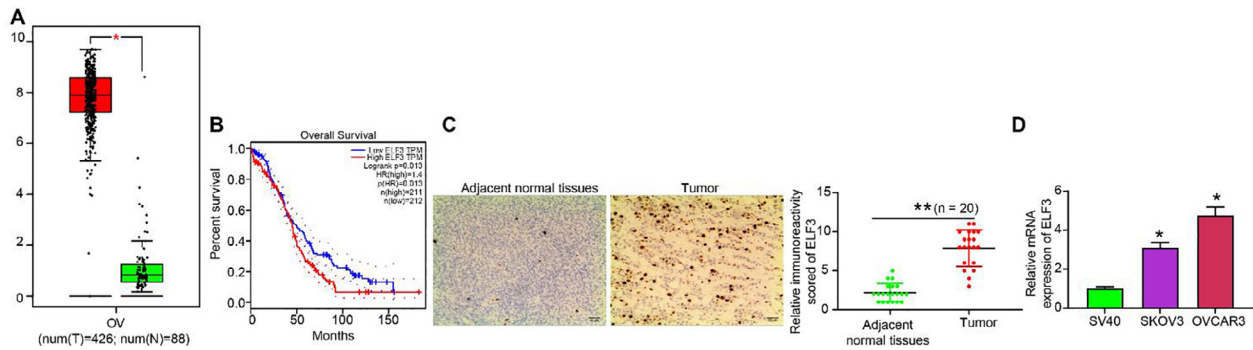 A
10
8
6
4
2
0
*
OV
(num(T)=426; num(N)=88)
B
Overall Survival
Low ELF3 TPM
High ELF3 TPM
Logrank p=0.013
HR(high)=1.4
p(HR)=0.013
n(high)=211
n(low)=212
Percent survival
1.0
0.8
0.6
0.4
0.2
0.0
0 50 100 150
Months
C
Adjacent normal tissues
Tumor
Relative immunoreactivity
scored of ELF3
15
10
5
0
**(n = 20)
Adjacent
normal tissues
Tumor
D
Relative mRNA
expression of ELF3
6
4
2
0
*
*
SV40 SKOV3 OVCAR3